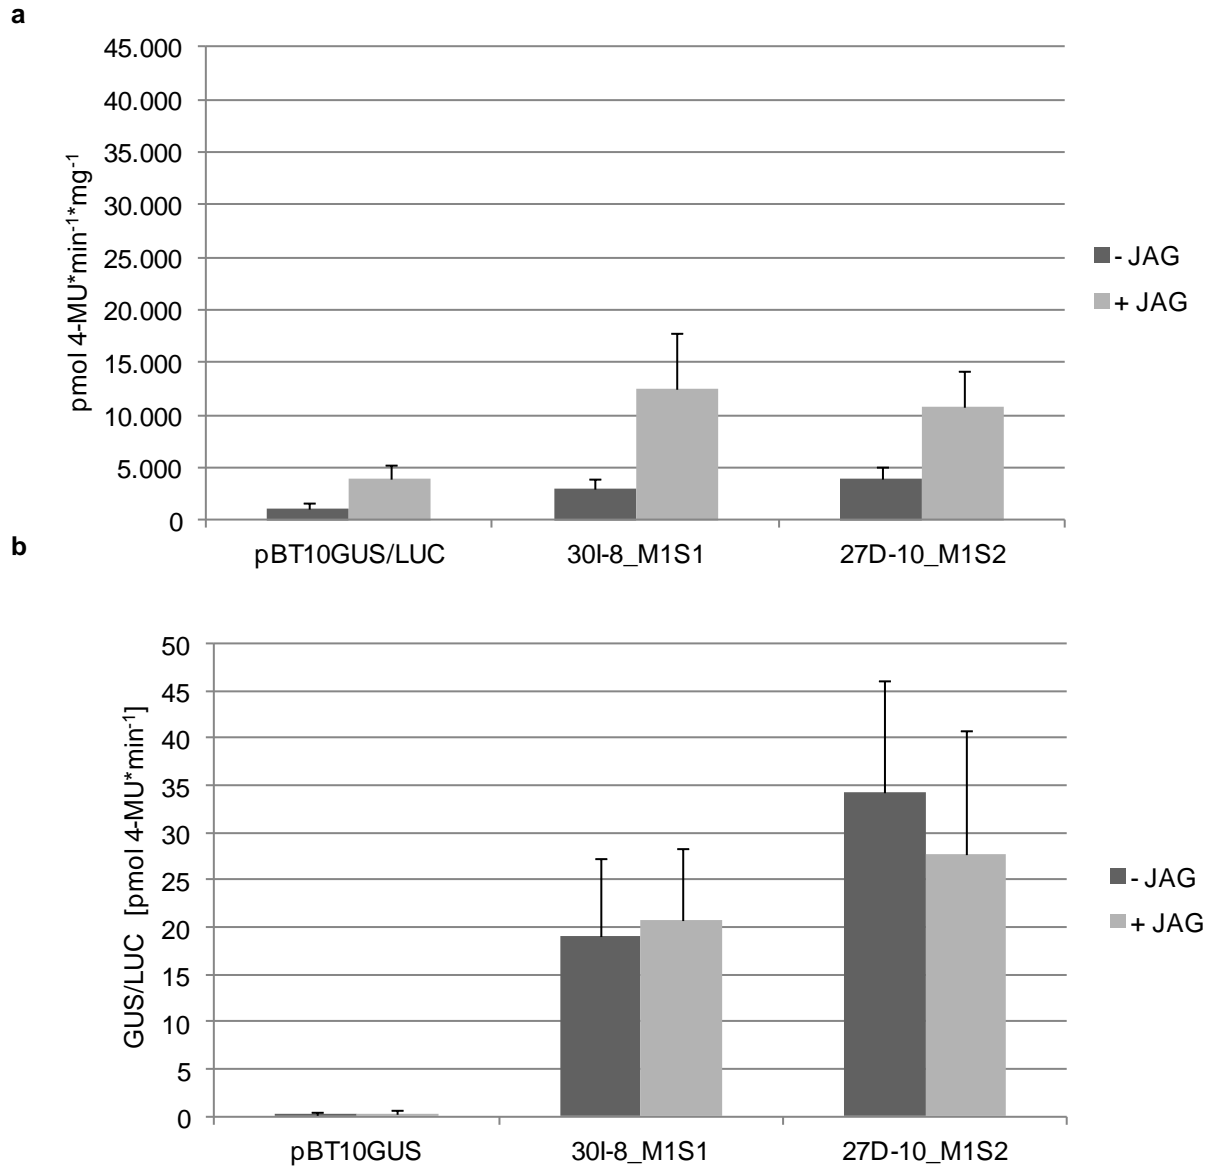 a
45.000
40.000
35.000
30.000
25.000
20.000
15.000
10.000
5.000
0
pmol 4-MU*min⁻¹*mg⁻¹
- JAG
+ JAG
pBT10GUS/LUC
30I-8_M1S1
27D-10_M1S2
b
50
45
40
35
30
25
20
15
10
5
0
GUS/LUC [pmol 4-MU*min⁻¹]
- JAG
+ JAG
pBT10GUS
30I-8_M1S1
27D-10_M1S2